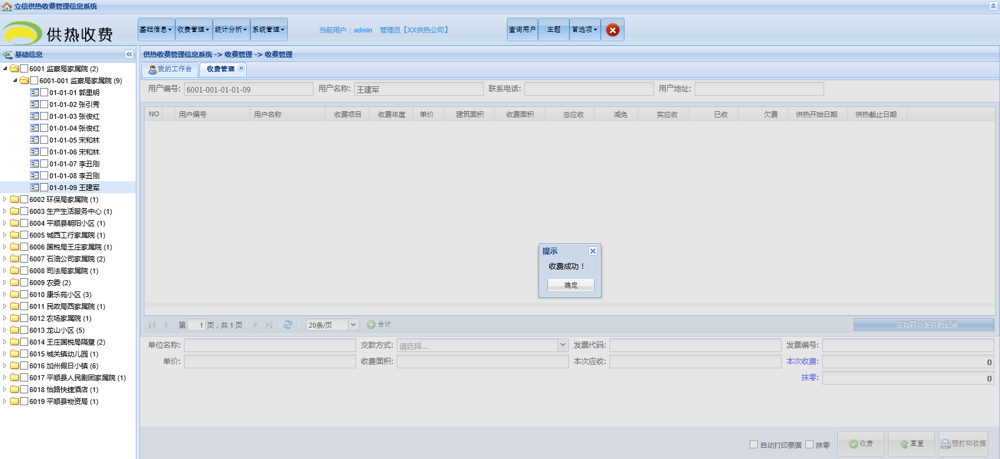 立信供热收费管理信息系统
供热收费
基础信息 收费管理 统计分析 系统管理
当前用户：admin 管理员【XX供热公司】
查询用户 主题 首选项
基础信息
供热收费管理信息系统 -> 收费管理 -> 收费管理
我的工作台 收费管理
6001 监察局家属院 (2)
6001-001 监察局家属院 (9)
01-01-01 郭里明
01-01-02 张引秀
01-01-03 张俊红
01-01-04 张俊红
01-01-05 宋和林
01-01-06 宋和林
01-01-07 李丑刚
01-01-08 李丑刚
01-01-09 王建军
6002 环保局家属院 (1)
6003 生产生活服务中心 (1)
6004 平顺县朝阳小区 (1)
6005 城西工行家属院 (1)
6006 国税局王庄家属院 (1)
6007 石油公司家属院 (2)
6008 司法局家属院 (1)
6009 农委 (2)
6010 康乐苑小区 (3)
6011 民政局西家属院 (1)
6012 农场家属院 (1)
6013 龙山小区 (5)
6014 王庄国税局隔壁 (2)
6015 城关镇幼儿园 (1)
6016 加州假日小镇 (6)
6017 平顺县人民剧团家属院 (1)
6018 怡路快捷酒店 (1)
6019 平顺县物资局 (1)
用户编号: 6001-001-01-01-09 用户名称: 王建军 联系电话: 用户地址:
NO 用户编号 用户名称 收费项目 收费年度 单价 建筑面积 收费面积 总应收 减免 实应收 已收 欠费 供热开始日期 供热截止日期
提示
收费成功！
确定
第 1 页，共 1 页 20条/页 合计 没有符合条件的记录
单位名称: 交款方式: 请选择... 发票代码: 发票编号:
单价: 收费面积: 本次应收: 本次收费: 0
抹零: 0
自动打印票据 抹零 收费 重置 预打印收据